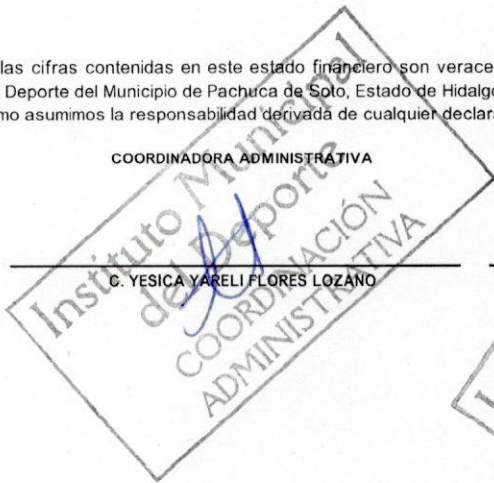 las cifras contenidas en este estado financiero son verace
Deporte del Municipio de Pachuca de Soto, Estado de Hidalgo
mo asumimos la responsabilidad derivada de cualquier declara
COORDINADORA ADMINISTRATIVA
C. YESICA YARELI FLORES LOZANO
Instituto Municipal
del Deporte
COORDINACIÓN
ADMINISTRATIVA